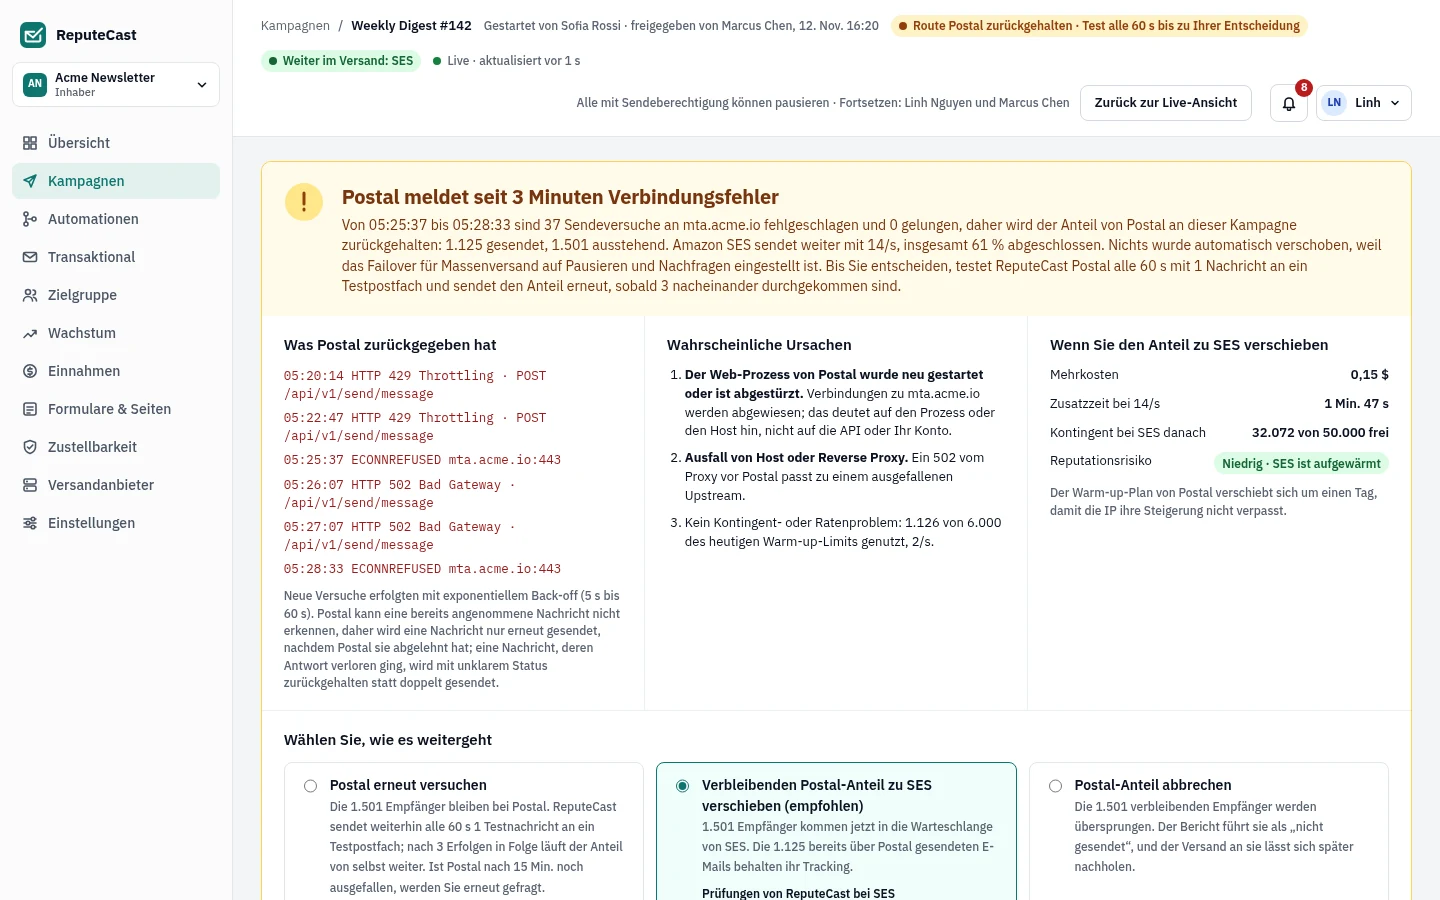 ReputeCast
AN
Acme Newsletter
Inhaber
Übersicht
Kampagnen
Automationen
Transaktional
Zielgruppe
Wachstum
Einnahmen
Formulare & Seiten
Zustellbarkeit
Versandanbieter
Einstellungen
Kampagnen / Weekly Digest #142 Gestartet von Sofia Rossi · freigegeben von Marcus Chen, 12. Nov. 16:20 Route Postal zurückgehalten · Test alle 60 s bis zu Ihrer Entscheidung
Weiter im Versand: SES Live · aktualisiert vor 1 s
Alle mit Sendeberechtigung können pausieren · Fortsetzen: Linh Nguyen und Marcus Chen Zurück zur Live-Ansicht 8 LN Linh
Postal meldet seit 3 Minuten Verbindungsfehler
Von 05:25:37 bis 05:28:33 sind 37 Sendeversuche an mta.acme.io fehlgeschlagen und 0 gelungen, daher wird der Anteil von Postal an dieser Kampagne
zurückgehalten: 1.125 gesendet, 1.501 ausstehend. Amazon SES sendet weiter mit 14/s, insgesamt 61 % abgeschlossen. Nichts wurde automatisch verschoben, weil
das Failover für Massenversand auf Pausieren und Nachfragen eingestellt ist. Bis Sie entscheiden, testet ReputeCast Postal alle 60 s mit 1 Nachricht an ein
Testpostfach und sendet den Anteil erneut, sobald 3 nacheinander durchgekommen sind.
Was Postal zurückgegeben hat
05:20:14 HTTP 429 Throttling · POST
/api/v1/send/message
05:22:47 HTTP 429 Throttling · POST
/api/v1/send/message
05:25:37 ECONNREFUSED mta.acme.io:443
05:26:07 HTTP 502 Bad Gateway ·
/api/v1/send/message
05:27:07 HTTP 502 Bad Gateway ·
/api/v1/send/message
05:28:33 ECONNREFUSED mta.acme.io:443
Neue Versuche erfolgten mit exponentiellem Back-off (5 s bis
60 s). Postal kann eine bereits angenommene Nachricht nicht
erkennen, daher wird eine Nachricht nur erneut gesendet,
nachdem Postal sie abgelehnt hat; eine Nachricht, deren
Antwort verloren ging, wird mit unklarem Status
zurückgehalten statt doppelt gesendet.
Wahrscheinliche Ursachen
1. Der Web-Prozess von Postal wurde neu gestartet
oder ist abgestürzt. Verbindungen zu mta.acme.io
werden abgewiesen; das deutet auf den Prozess oder
den Host hin, nicht auf die API oder Ihr Konto.
2. Ausfall von Host oder Reverse Proxy. Ein 502 vom
Proxy vor Postal passt zu einem ausgefallenen
Upstream.
3. Kein Kontingent- oder Ratenproblem: 1.126 von 6.000
des heutigen Warm-up-Limits genutzt, 2/s.
Wenn Sie den Anteil zu SES verschieben
Mehrkosten 0,15 $
Zusatzzeit bei 14/s 1 Min. 47 s
Kontingent bei SES danach 32.072 von 50.000 frei
Reputationsrisiko Niedrig · SES ist aufgewärmt
Der Warm-up-Plan von Postal verschiebt sich um einen Tag,
damit die IP ihre Steigerung nicht verpasst.
Wählen Sie, wie es weitergeht
Postal erneut versuchen
Die 1.501 Empfänger bleiben bei Postal. ReputeCast
sendet weiterhin alle 60 s 1 Testnachricht an ein
Testpostfach; nach 3 Erfolgen in Folge läuft der Anteil
von selbst weiter. Ist Postal nach 15 Min. noch
ausgefallen, werden Sie erneut gefragt.
Verbleibenden Postal-Anteil zu SES
verschieben (empfohlen)
1.501 Empfänger kommen jetzt in die Warteschlange
von SES. Die 1.125 bereits über Postal gesendeten E-
Mails behalten ihr Tracking.
Prüfungen von ReputeCast bei SES
Postal-Anteil abbrechen
Die 1.501 verbleibenden Empfänger werden
übersprungen. Der Bericht führt sie als „nicht
gesendet“, und der Versand an sie lässt sich später
nachholen.